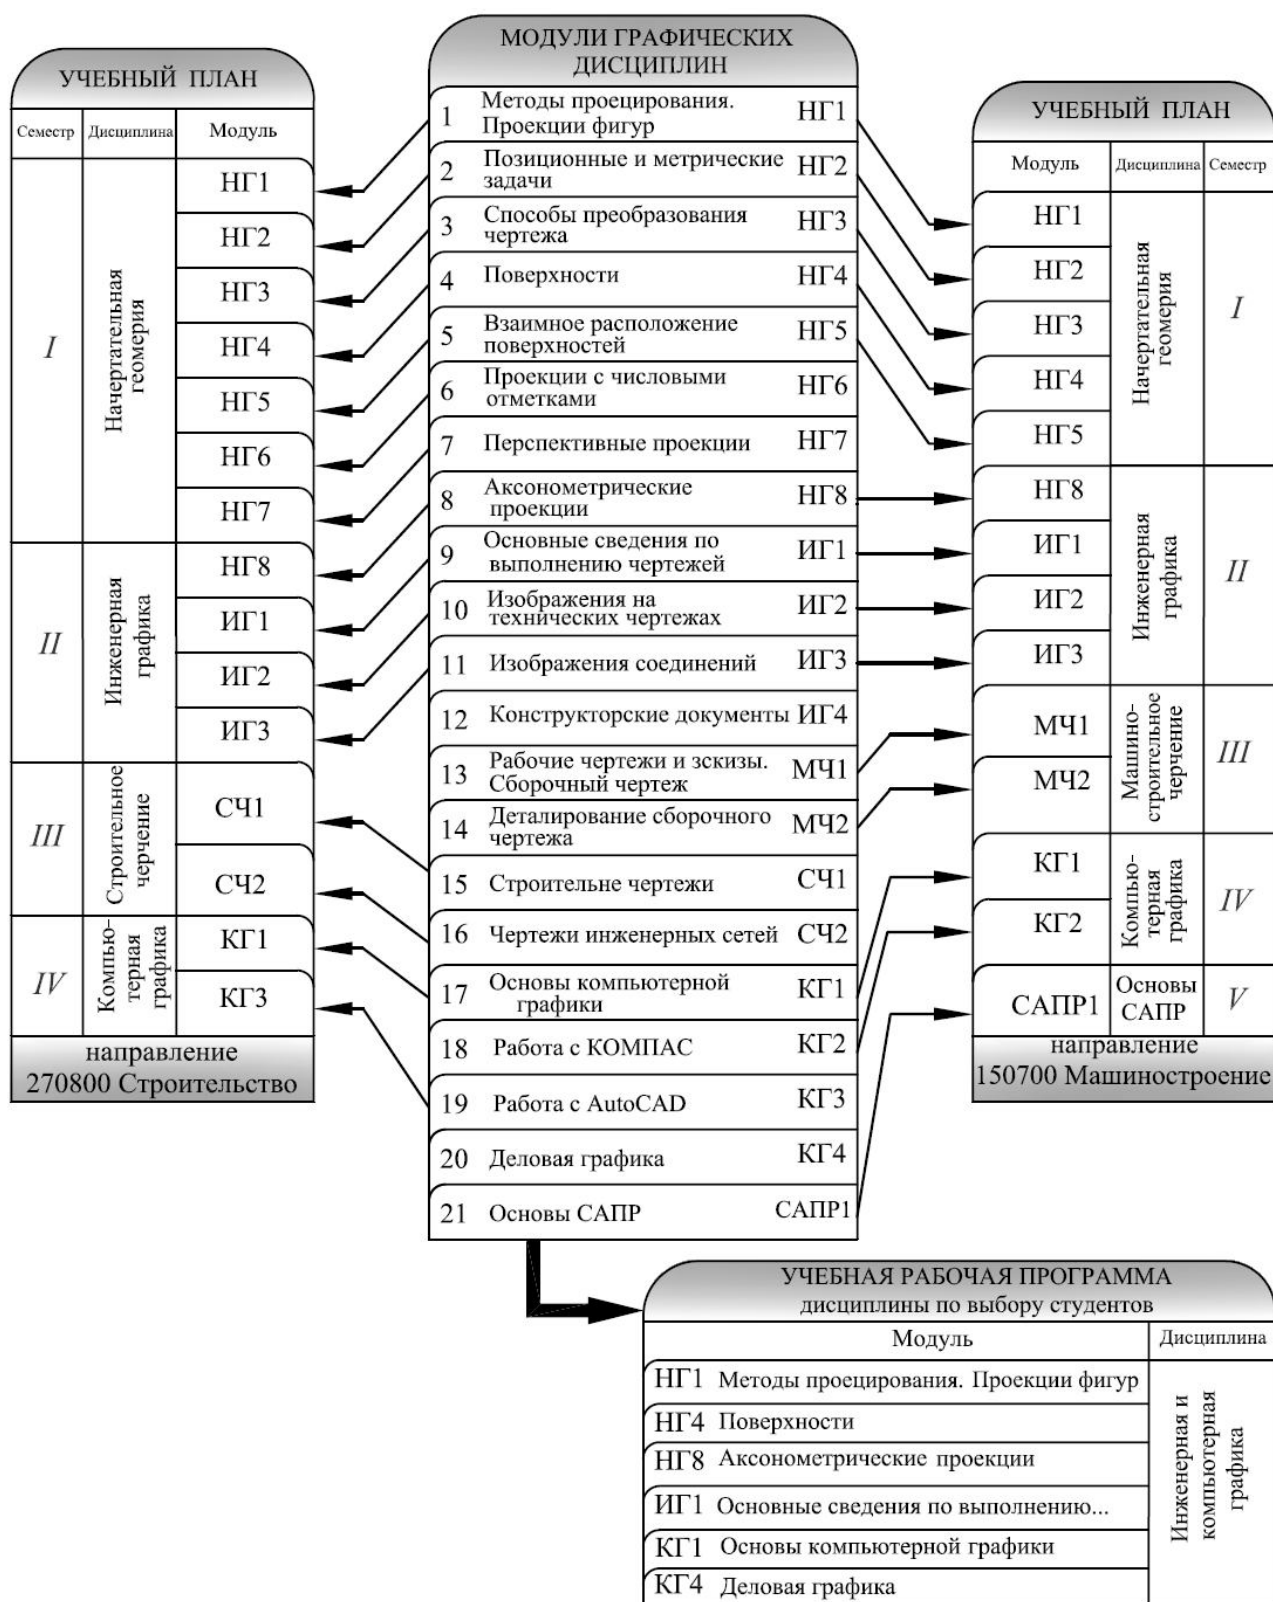 УЧЕБНЫЙ ПЛАН
Семестр Дисциплина Модуль
I
Начертательная
геомерия
НГ1
НГ2
НГ3
НГ4
НГ5
НГ6
НГ7
II
Инженерная
графика
НГ8
ИГ1
ИГ2
ИГ3
III
Строительное
черчение
СЧ1
СЧ2
IV
Компью-
терная
графика
КГ1
КГ3
направление
270800 Строительство
МОДУЛИ ГРАФИЧЕСКИХ
ДИСЦИПЛИН
1 Методы проецирования.
Проекции фигур НГ1
2 Позиционные и метрические
задачи НГ2
3 Способы преобразования
чертежа НГ3
4 Поверхности НГ4
5 Взаимное расположение
поверхностей НГ5
6 Проекции с числовыми
отметками НГ6
7 Перспективные проекции НГ7
8 Аксонометрические
проекции НГ8
9 Основные сведения по
выполнению чертежей ИГ1
10 Изображения на
технических чертежах ИГ2
11 Изображения соединений ИГ3
12 Конструкторские документы ИГ4
13 Рабочие чертежи и зскизы.
Сборочный чертеж МЧ1
14 Деталирование сборочного
чертежа МЧ2
15 Строительне чертежи СЧ1
16 Чертежи инженерных сетей СЧ2
17 Основы компьютерной
графики КГ1
18 Работа с КОМПАС КГ2
19 Работа с AutoCAD КГ3
20 Деловая графика КГ4
21 Основы САПР САПР1
УЧЕБНЫЙ ПЛАН
Модуль Дисциплина Семестр
НГ1
НГ2
НГ3
НГ4
НГ5
Начертательная
геомерия
I
НГ8
ИГ1
ИГ2
ИГ3
Инженерная
графика
II
МЧ1
МЧ2
Машино-
строительное
черчение
III
КГ1
КГ2
Компью-
терная
графика
IV
САПР1
Основы
САПР
V
направление
150700 Машиностроение
УЧЕБНАЯ РАБОЧАЯ ПРОГРАММА
дисциплины по выбору студентов
Модуль Дисциплина
НГ1 Методы проецирования. Проекции фигур
НГ4 Поверхности
НГ8 Аксонометрические проекции
ИГ1 Основные сведения по выполнению...
КГ1 Основы компьютерной графики
КГ4 Деловая графика
Инженерная и
компьютерная
графика